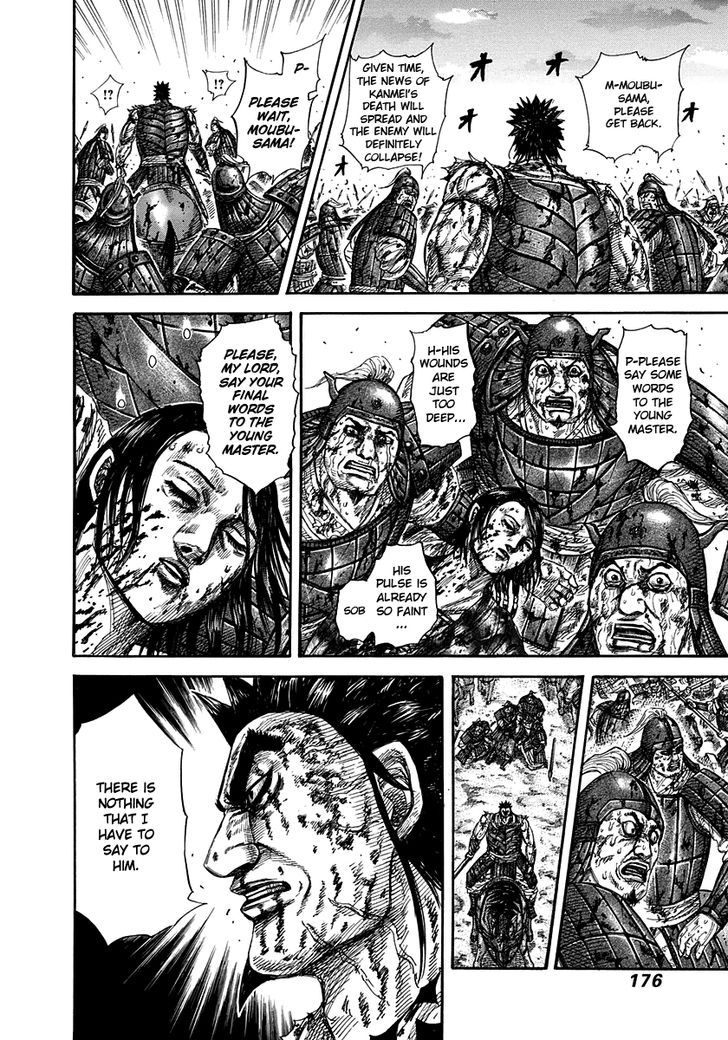 M-MOUBU-
SAMA,
PLEASE
GET BACK.
オ
オ
オ
オ
GIVEN TIME,
THE NEWS OF
KANMEI'S
DEATH WILL
SPREAD AND
THE ENEMY WILL
DEFINITELY
COLLAPSE!
P-
PLEASE
WAIT,
MOUBU-
SAMA!
!?
!?
P-PLEASE
SAY SOME
WORDS
TO THE
YOUNG
MASTER.
H-HIS
WOUNDS
ARE
JUST
TOO
DEEP...
HIS
PULSE IS
ALREADY
SO FAINT
...
SOB
PLEASE,
MY LORD,
SAY YOUR
FINAL
WORDS
TO THE
YOUNG
MASTER.
THERE IS
NOTHING
THAT I
HAVE TO
SAY TO
HIM.
176